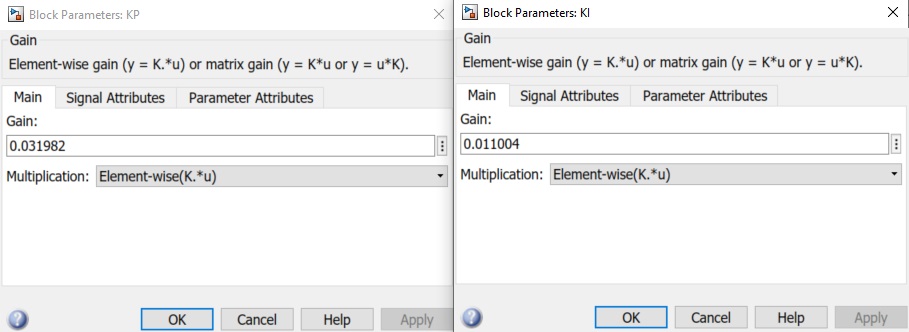 Block Parameters: KP
Gain
Element-wise gain (y = K.*u) or matrix gain (y = K*u or y = u*K).
Main Signal Attributes Parameter Attributes
Gain:
0.031982
Multiplication: Element-wise(K.*u)
OK Cancel Help Apply
Block Parameters: KI
Gain
Element-wise gain (y = K.*u) or matrix gain (y = K*u or y = u*K).
Main Signal Attributes Parameter Attributes
Gain:
0.011004
Multiplication: Element-wise(K.*u)
OK Cancel Help Apply